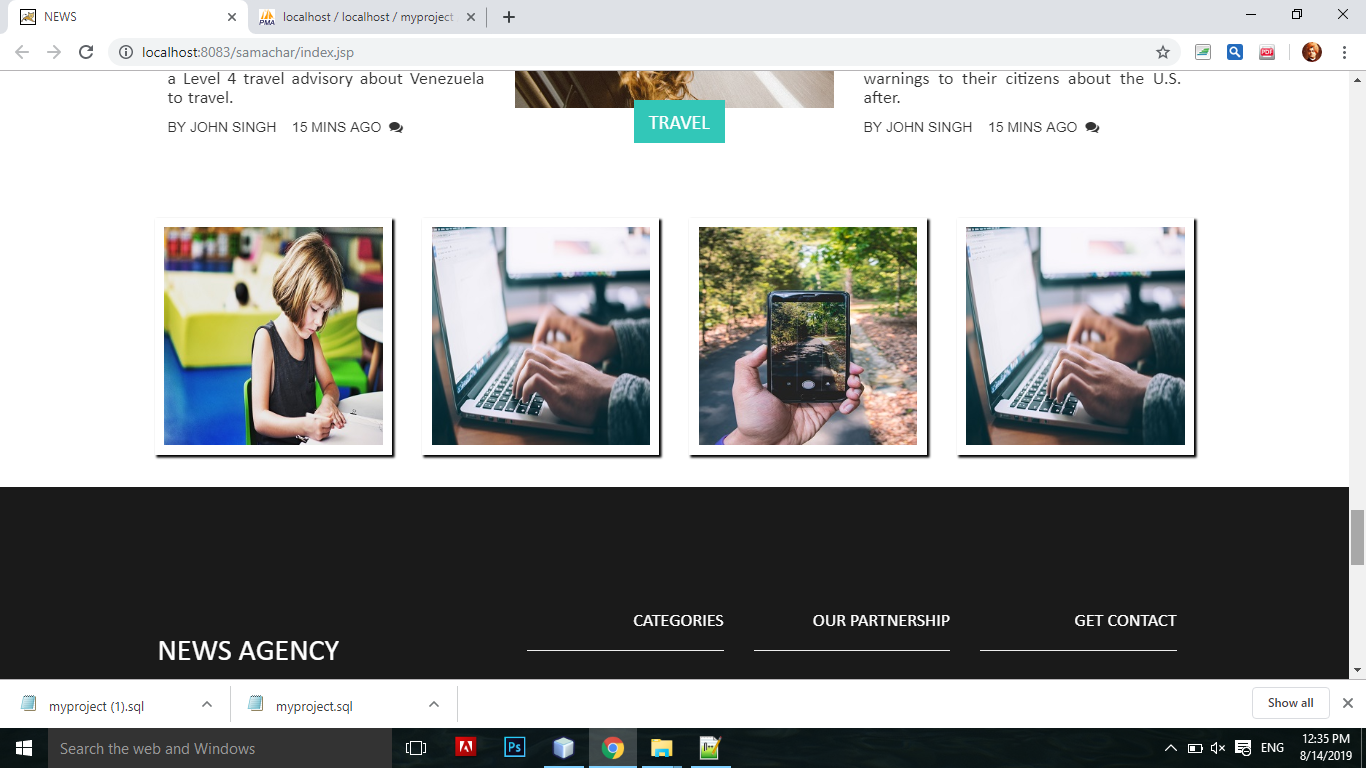 NEWS
localhost / localhost / myproject
localhost:8083/samachar/index.jsp
a Level 4 travel advisory about Venezuela
to travel.
BY JOHN SINGH 15 MINS AGO
TRAVEL
warnings to their citizens about the U.S.
after.
BY JOHN SINGH 15 MINS AGO
NEWS AGENCY
CATEGORIES
OUR PARTNERSHIP
GET CONTACT
myproject (1).sql
myproject.sql
Show all
Search the web and Windows
Ps
ENG
12:35 PM
8/14/2019